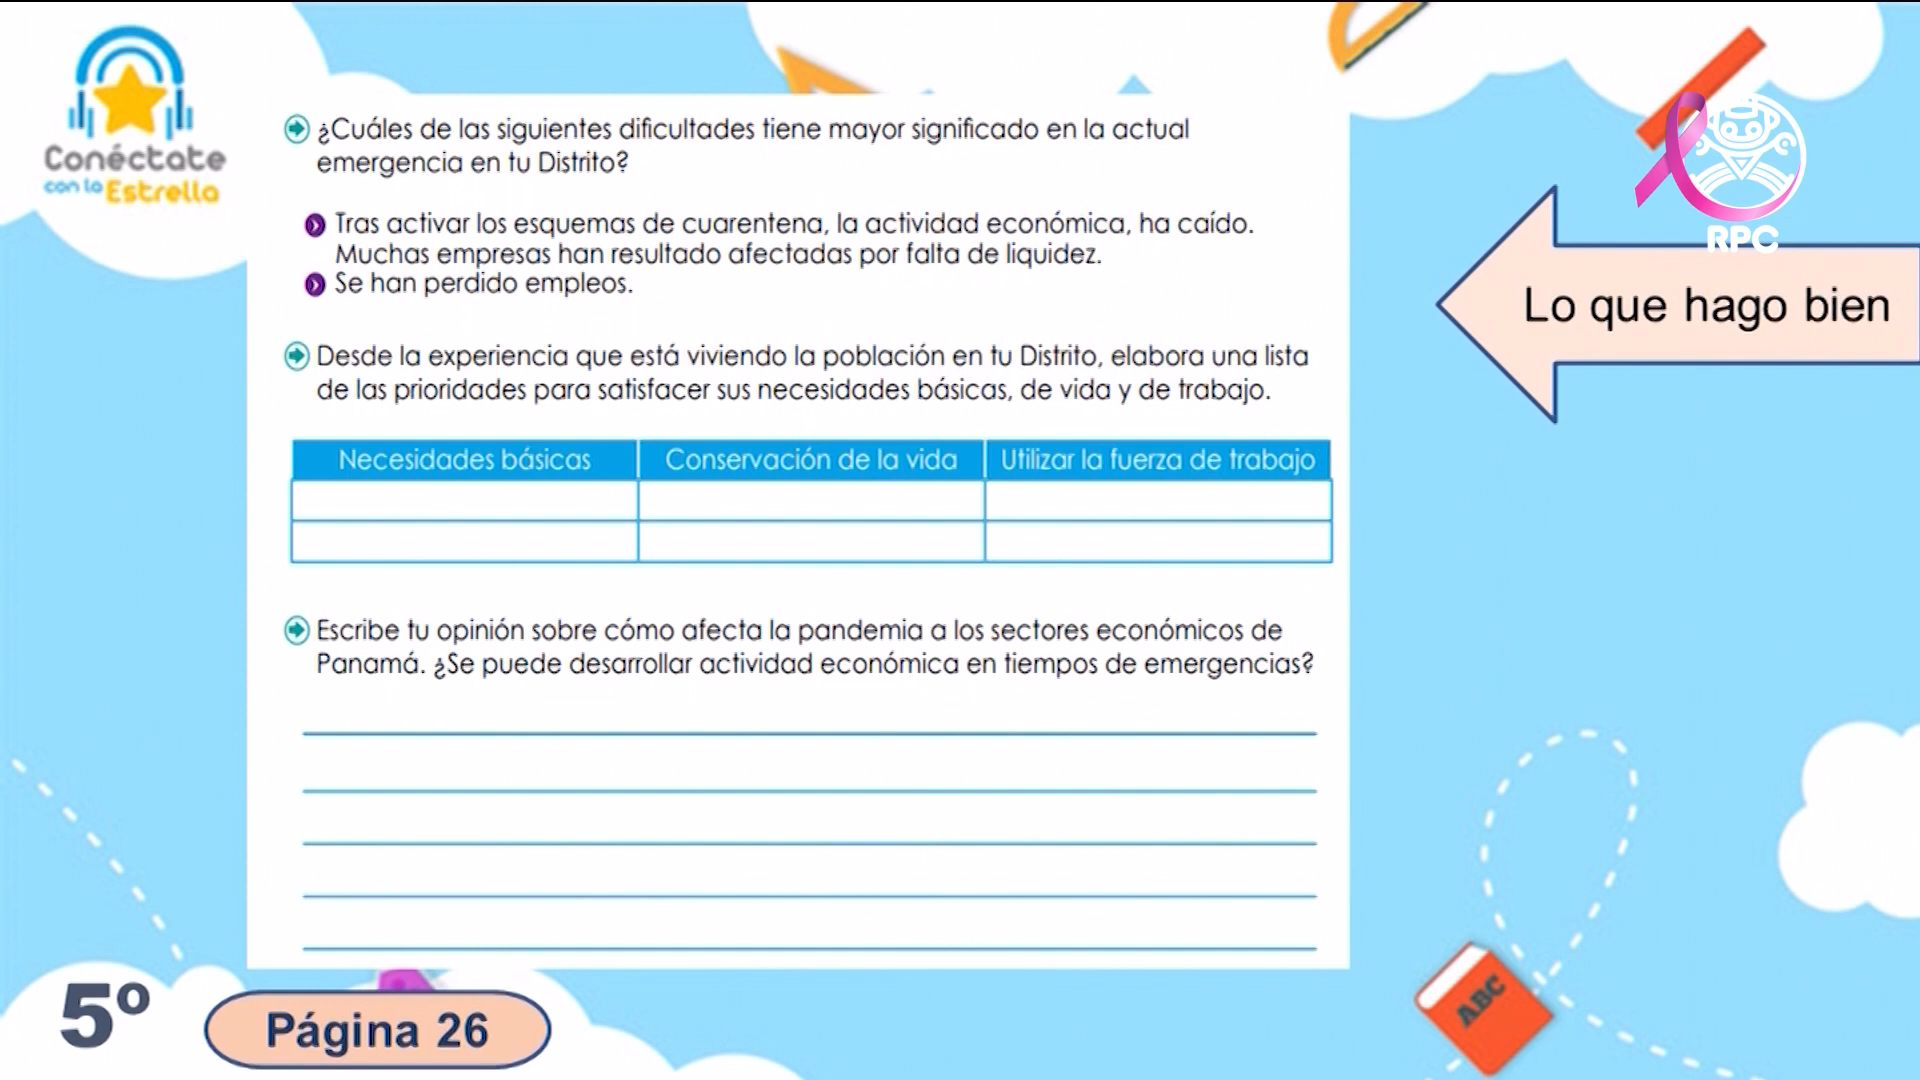 Conéctate
con la Estrella
¿Cuáles de las siguientes dificultades tiene mayor significado en la actual
emergencia en tu Distrito?
Tras activar los esquemas de cuarentena, la actividad económica, ha caído.
Muchas empresas han resultado afectadas por falta de liquidez.
Se han perdido empleos.
RPC
Lo que hago bien
Desde la experiencia que está viviendo la población en tu Distrito, elabora una lista
de las prioridades para satisfacer sus necesidades básicas, de vida y de trabajo.
Necesidades básicas Conservación de la vida Utilizar la fuerza de trabajo
Escribe tu opinión sobre cómo afecta la pandemia a los sectores económicos de
Panamá. ¿Se puede desarrollar actividad económica en tiempos de emergencias?
ABC
5º
Página 26